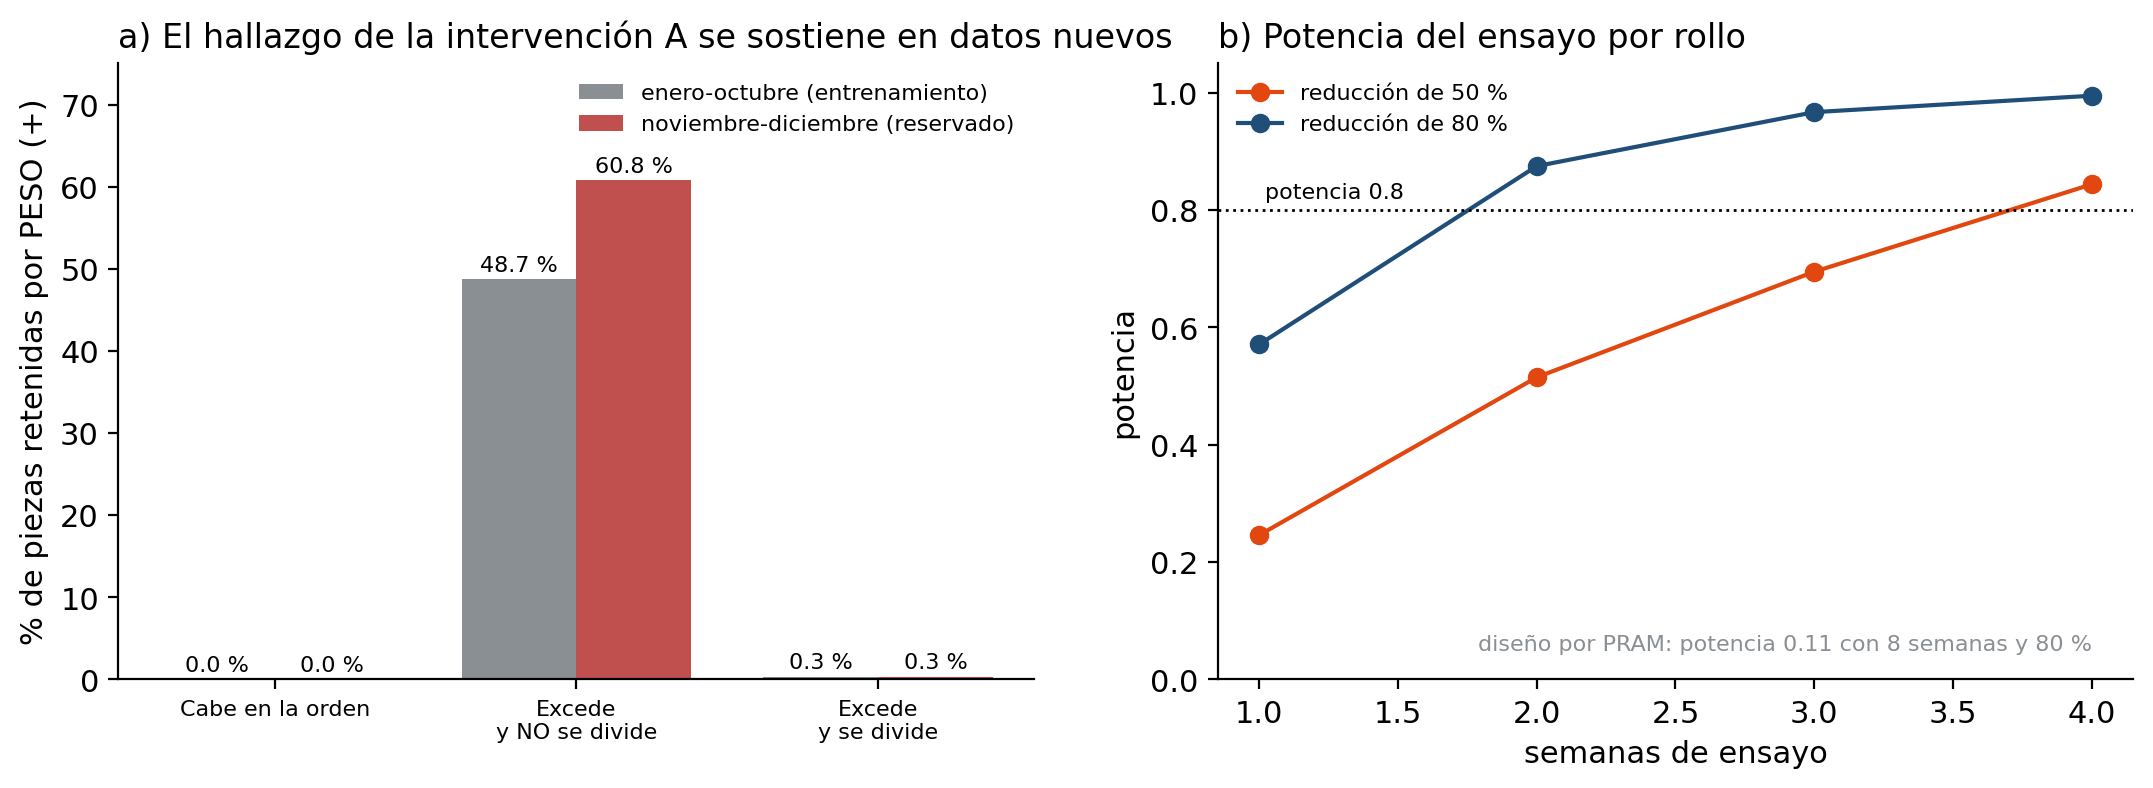 a) El hallazgo de la intervención A se sostiene en datos nuevos
% de piezas retenidas por PESO (+)
70
60
50
40
30
20
10
0
enero-octubre (entrenamiento)
noviembre-diciembre (reservado)
60.8 %
48.7 %
0.0 %
0.0 %
0.3 %
0.3 %
Cabe en la orden
Excede
y NO se divide
Excede
y se divide
b) Potencia del ensayo por rollo
potencia
1.0
0.8
0.6
0.4
0.2
0.0
reducción de 50 %
reducción de 80 %
potencia 0.8
diseño por PRAM: potencia 0.11 con 8 semanas y 80 %
1.0
1.5
2.0
2.5
3.0
3.5
4.0
semanas de ensayo